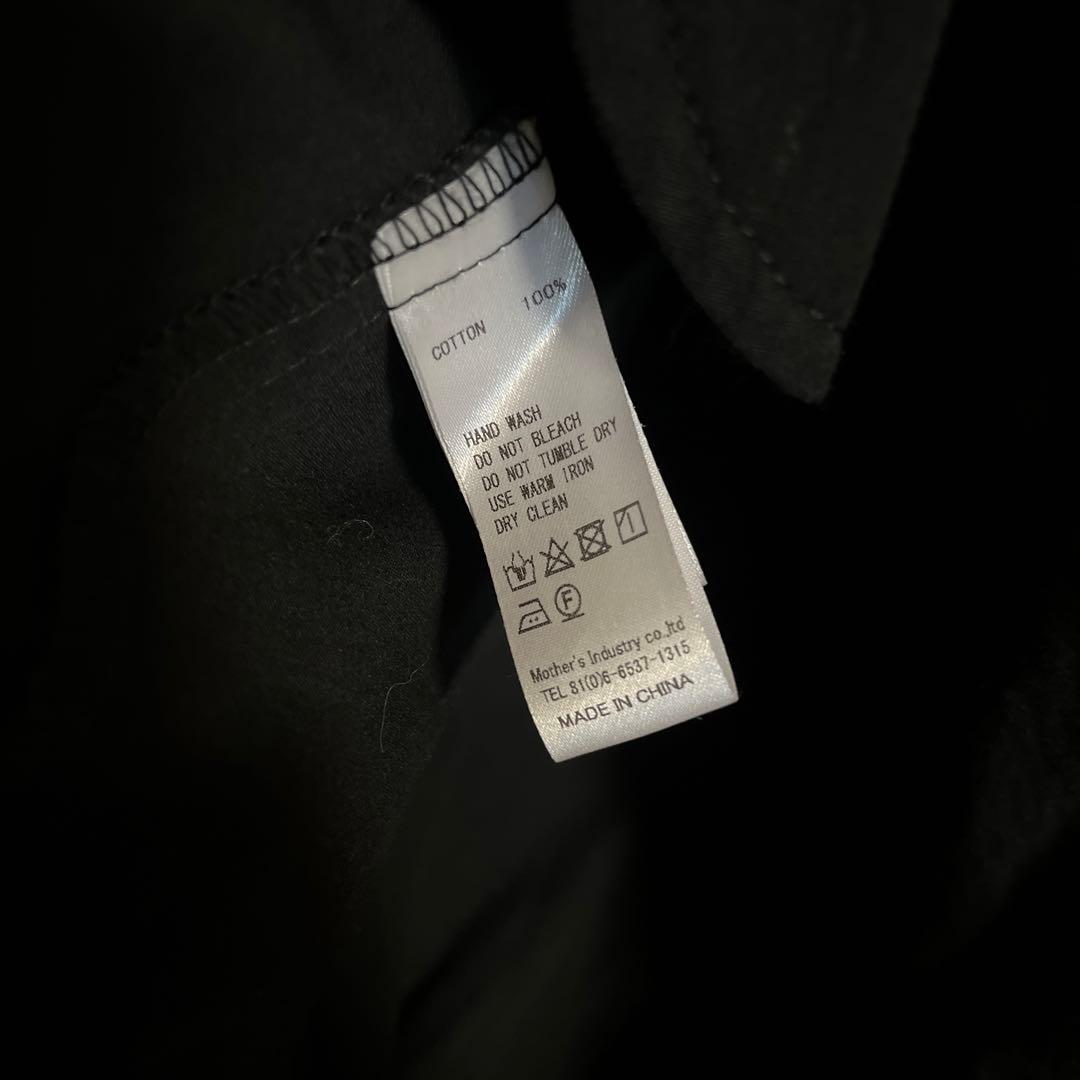 COTTON 100%
HAND WASH
DO NOT BLEACH
DO NOT TUMBLE DRY
USE WARM IRON
DRY CLEAN
F
Mother's Industry co.,ltd
TEL 81(0)6-6537-1315
MADE IN CHINA